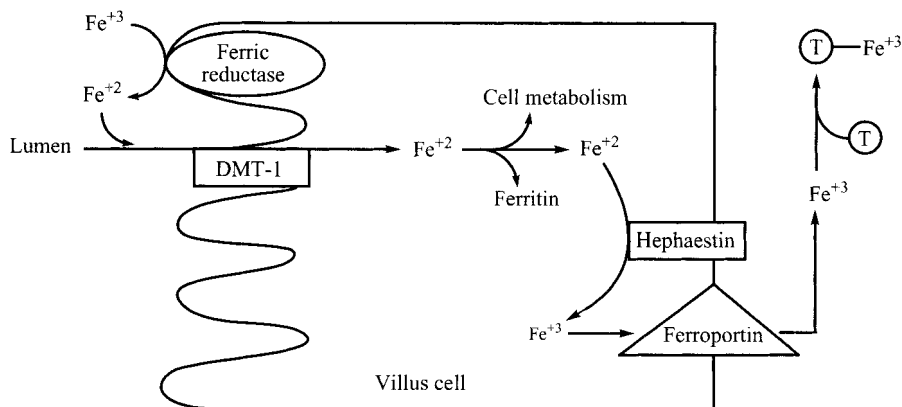 Fe+3
Ferric
reductase
Fe+2
Lumen
DMT-1
Fe+2
Cell metabolism
Ferritin
Fe+2
Hephaestin
Fe+3
Ferroportin
Villus cell
T Fe+3
T
Fe+3